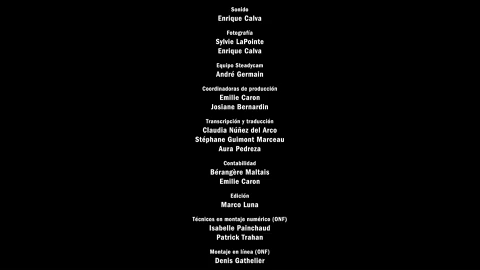 Sonido
Enrique Calva
Fotografía
Sylvie LaPointe
Enrique Calva
Equipo Steadycam
André Germain
Coordinadoras de producción
Emilie Caron
Josiane Bernardin
Transcripción y traducción
Claudia Núñez del Arco
Stéphane Guimont Marceau
Aura Pedreza
Contabilidad
Bérangère Maltais
Emilie Caron
Edición
Marco Luna
Técnicos en montaje numérico (ONF)
Isabelle Painchaud
Patrick Trahan
Montaje en línea (ONF)
Denis Gathelier